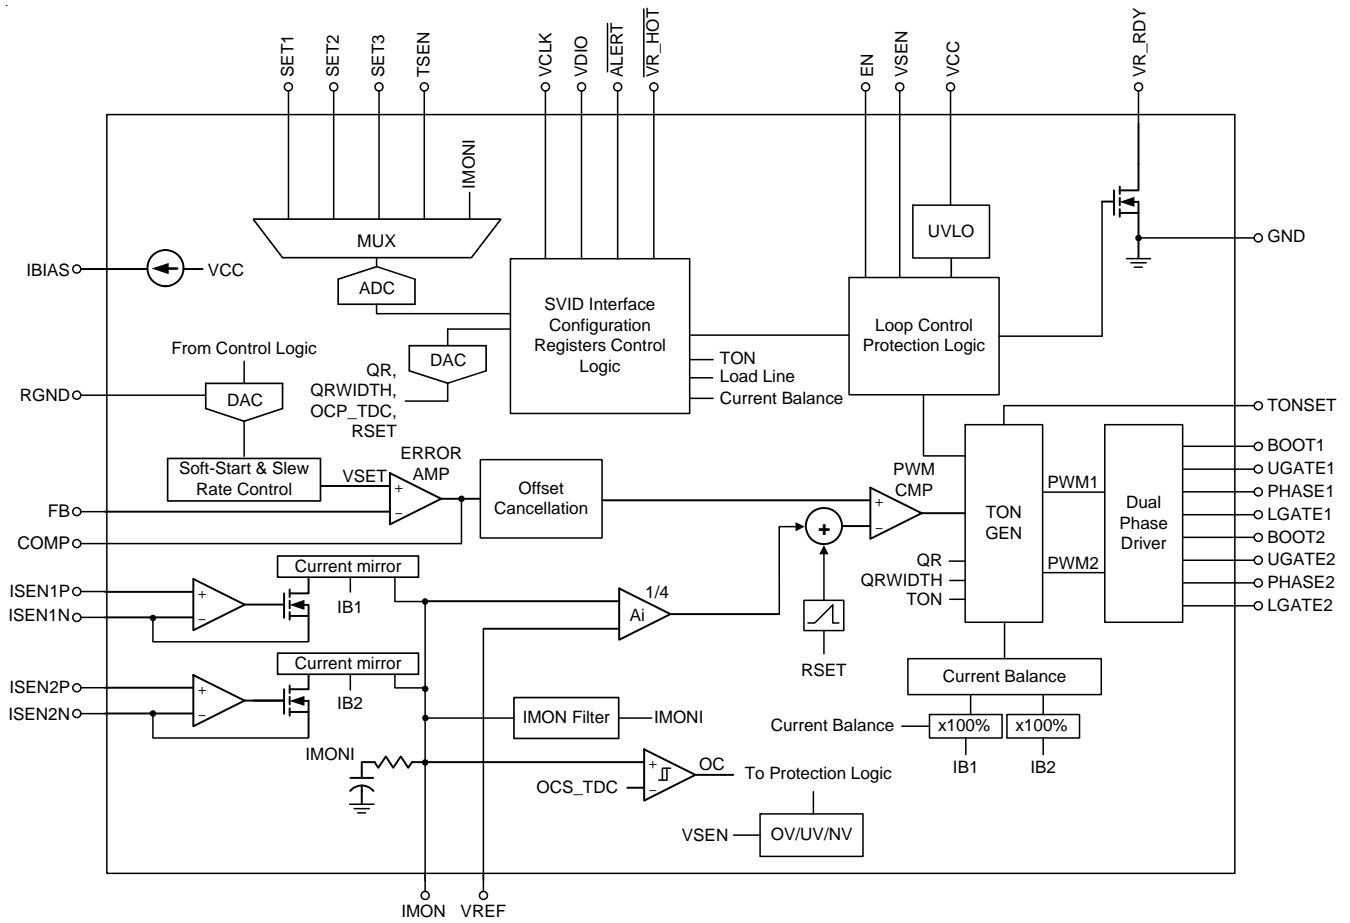 SET1
SET2
SET3
TSEN
VCLK
VDIO
ALERT
VR_HOT
EN
VSEN
VCC
VR_RDY
IMONI
MUX
ADC
IBIAS
VCC
UVLO
GND
SVID Interface
Configuration
Registers Control
Logic
Loop Control
Protection Logic
From Control Logic
DAC
RGND
DAC
QR,
QRWIDTH,
OCP_TDC,
RSET
TON
Load Line
Current Balance
TONSET
Soft-Start & Slew
Rate Control
VSET
ERROR
AMP
+
−
Offset
Cancellation
PWM
CMP
+
−
+
TON
GEN
PWM1
PWM2
Dual
Phase
Driver
BOOT1
UGATE1
PHASE1
LGATE1
BOOT2
UGATE2
PHASE2
LGATE2
FB
COMP
QR
QRWIDTH
TON
ISEN1P
ISEN1N
+
−
Current mirror
IB1
1/4
Ai
RSET
ISEN2P
ISEN2N
+
−
Current mirror
IB2
IMON Filter
IMONI
Current Balance
Current Balance
x100%
x100%
IB1
IB2
IMONI
OCS_TDC
+
−
OC
To Protection Logic
VSEN
OV/UV/NV
IMON
VREF